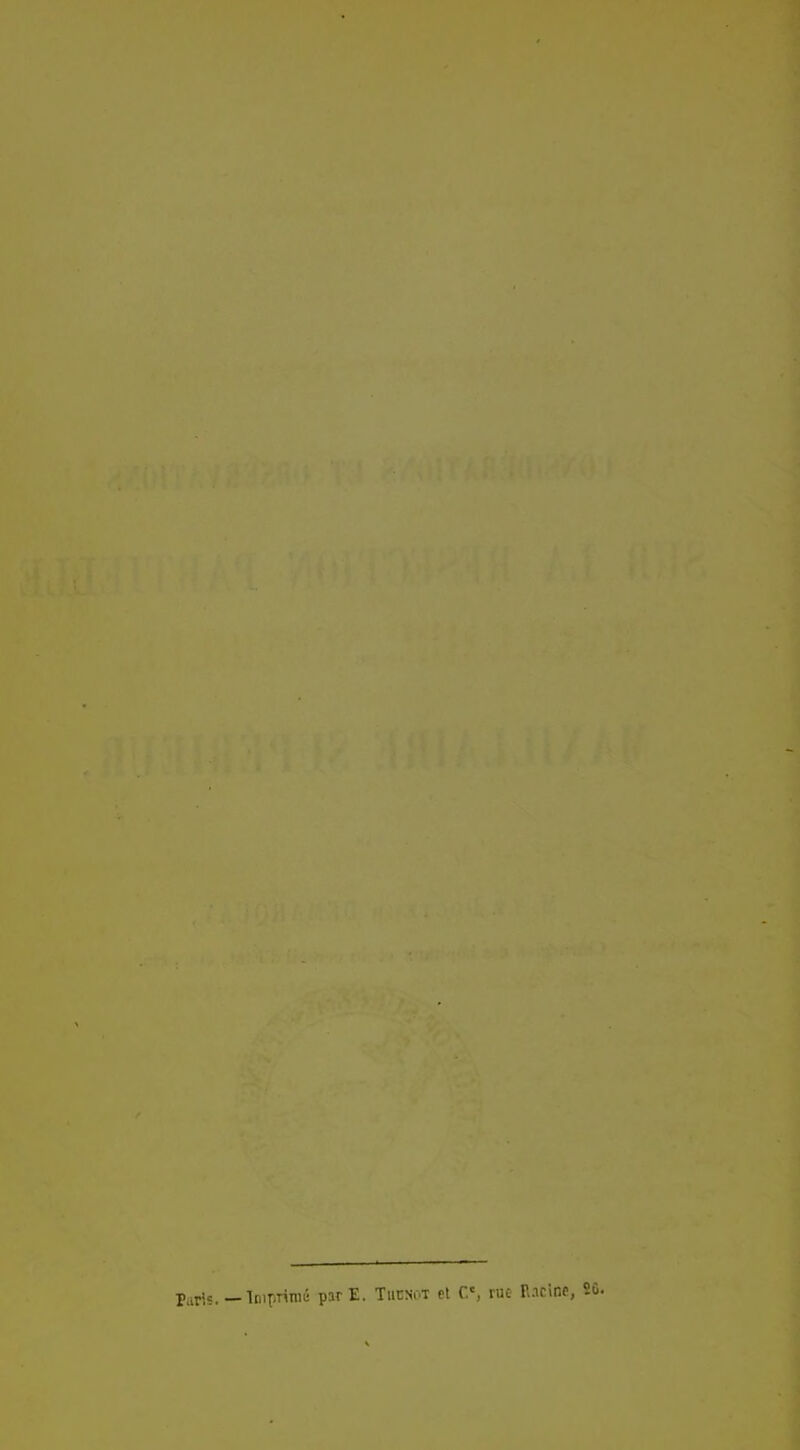 Paris. — Imprimé par E. Thunot et Cᵉ, rue Racine, 26.